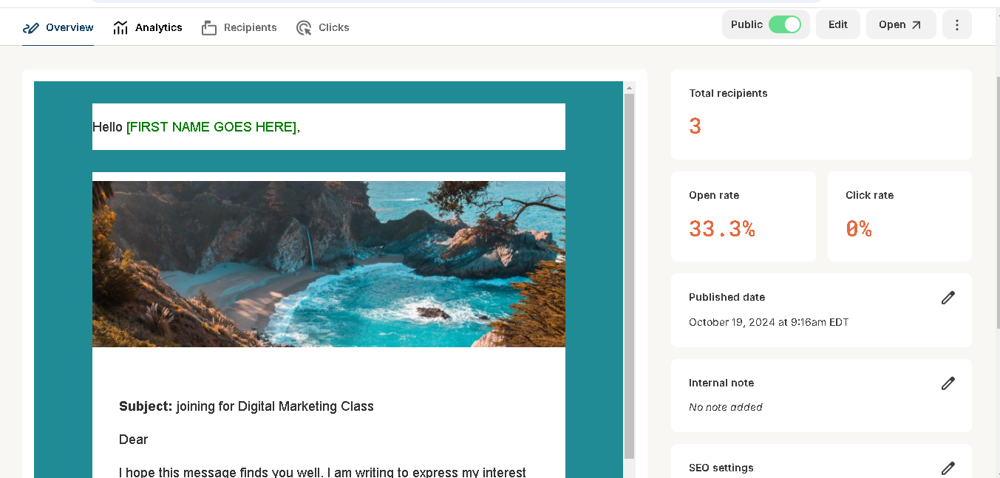 Overview Analytics Recipients Clicks Public Edit Open
Hello [FIRST NAME GOES HERE],
Subject: joining for Digital Marketing Class
Dear
I hope this message finds you well. I am writing to express my interest
Total recipients
3
Open rate
33.3%
Click rate
0%
Published date
October 19, 2024 at 9:16am EDT
Internal note
No note added
SEO settings